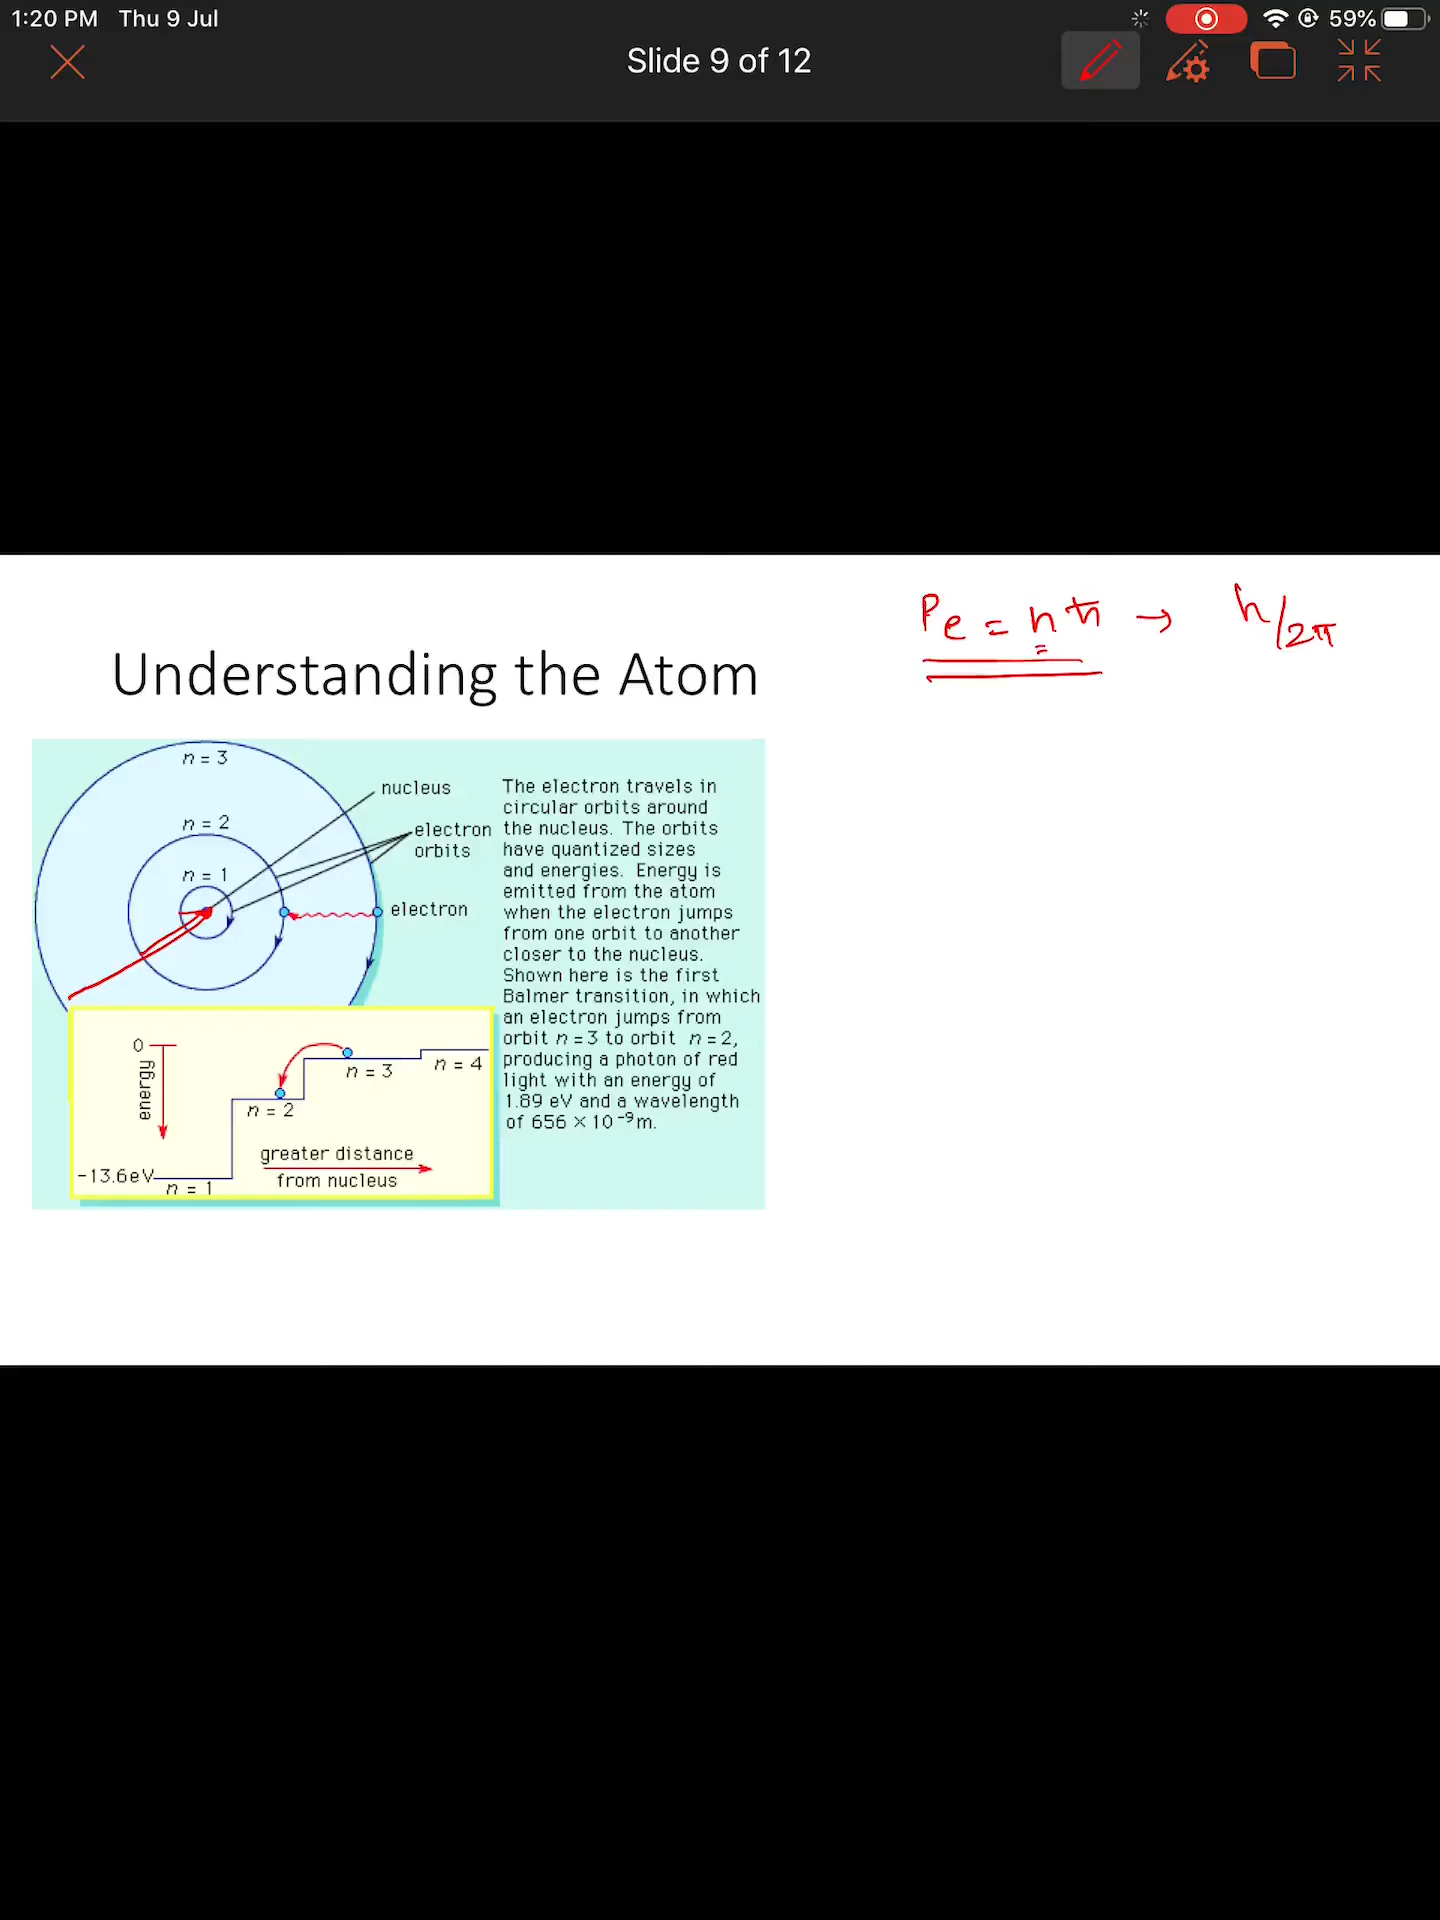 1:20 PM Thu 9 Jul
59%
Slide 9 of 12
Pe = nħ → h/2π
Understanding the Atom
n = 3
nucleus
n = 2
electron
orbits
n = 1
electron
The electron travels in
circular orbits around
the nucleus. The orbits
have quantized sizes
and energies. Energy is
emitted from the atom
when the electron jumps
from one orbit to another
closer to the nucleus.
Shown here is the first
Balmer transition, in which
an electron jumps from
orbit n = 3 to orbit n = 2,
producing a photon of red
light with an energy of
1.89 eV and a wavelength
of 656 × 10⁻⁹m.
0
energy
n = 4
n = 3
n = 2
greater distance
from nucleus
-13.6eV
n = 1